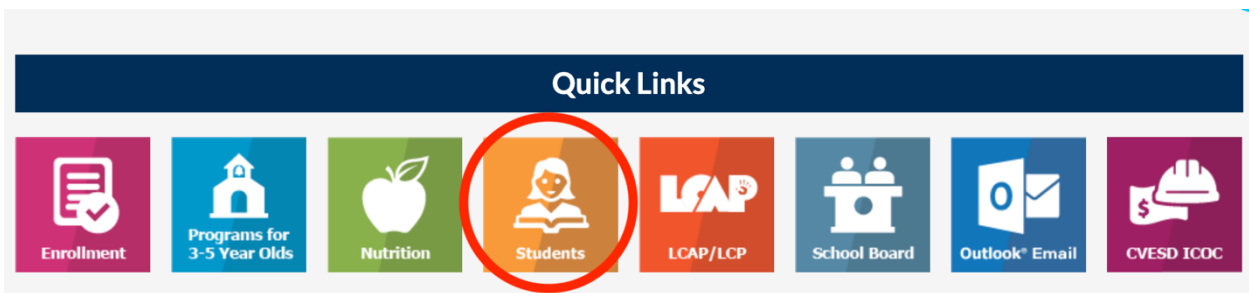 Quick Links
Enrollment
Programs for
3-5 Year Olds
Nutrition
Students
LCAP
LCAP/LCP
School Board
O
Outlook® Email
$
CVESD ICOC